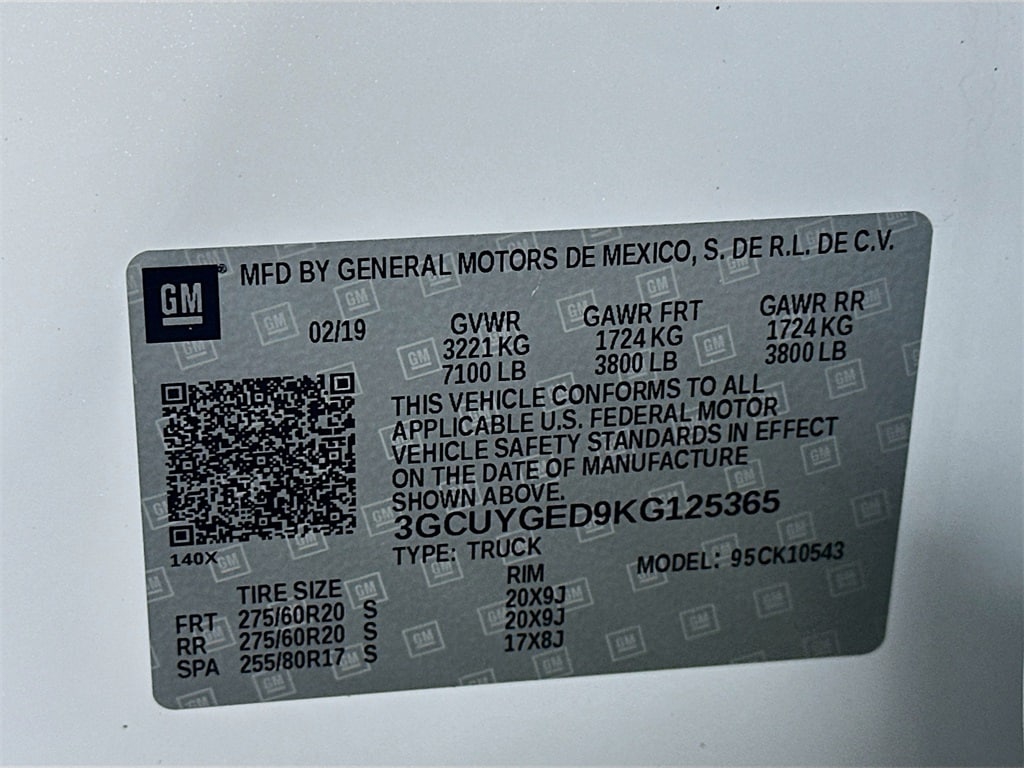 GM ® MFD BY GENERAL MOTORS DE MEXICO, S. DE R.L. DE C.V.
02/19 GVWR GAWR FRT GAWR RR
3221 KG 1724 KG 1724 KG
7100 LB 3800 LB 3800 LB
THIS VEHICLE CONFORMS TO ALL
APPLICABLE U.S. FEDERAL MOTOR
VEHICLE SAFETY STANDARDS IN EFFECT
ON THE DATE OF MANUFACTURE
SHOWN ABOVE.
3GCUYGED9KG125365
140X TYPE: TRUCK MODEL: 95CK10543
TIRE SIZE RIM
FRT 275/60R20 S 20X9J
RR 275/60R20 S 20X9J
SPA 255/80R17 S 17X8J